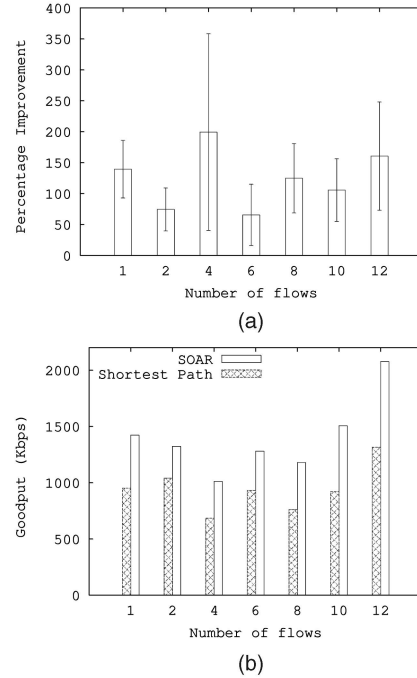 400
350
300
250
200
150
100
50
0
Percentage Improvement
1 2 4 6 8 10 12
Number of flows
(a)
SOAR
Shortest Path
2000
1500
1000
500
0
Goodput (Kbps)
1 2 4 6 8 10 12
Number of flows
(b)